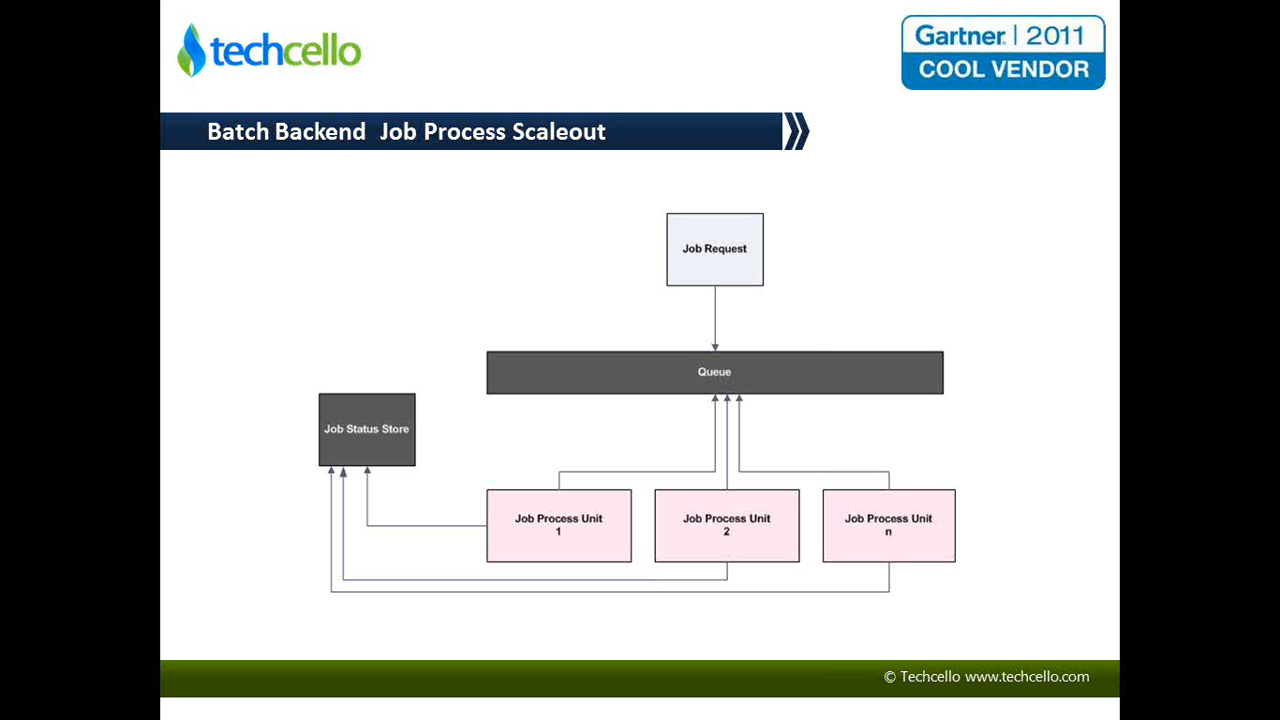 techcello
Gartner | 2011
COOL VENDOR
Batch Backend Job Process Scaleout
Job Request
Queue
Job Status Store
Job Process Unit
1
Job Process Unit
2
Job Process Unit
n
© Techcello www.techcello.com